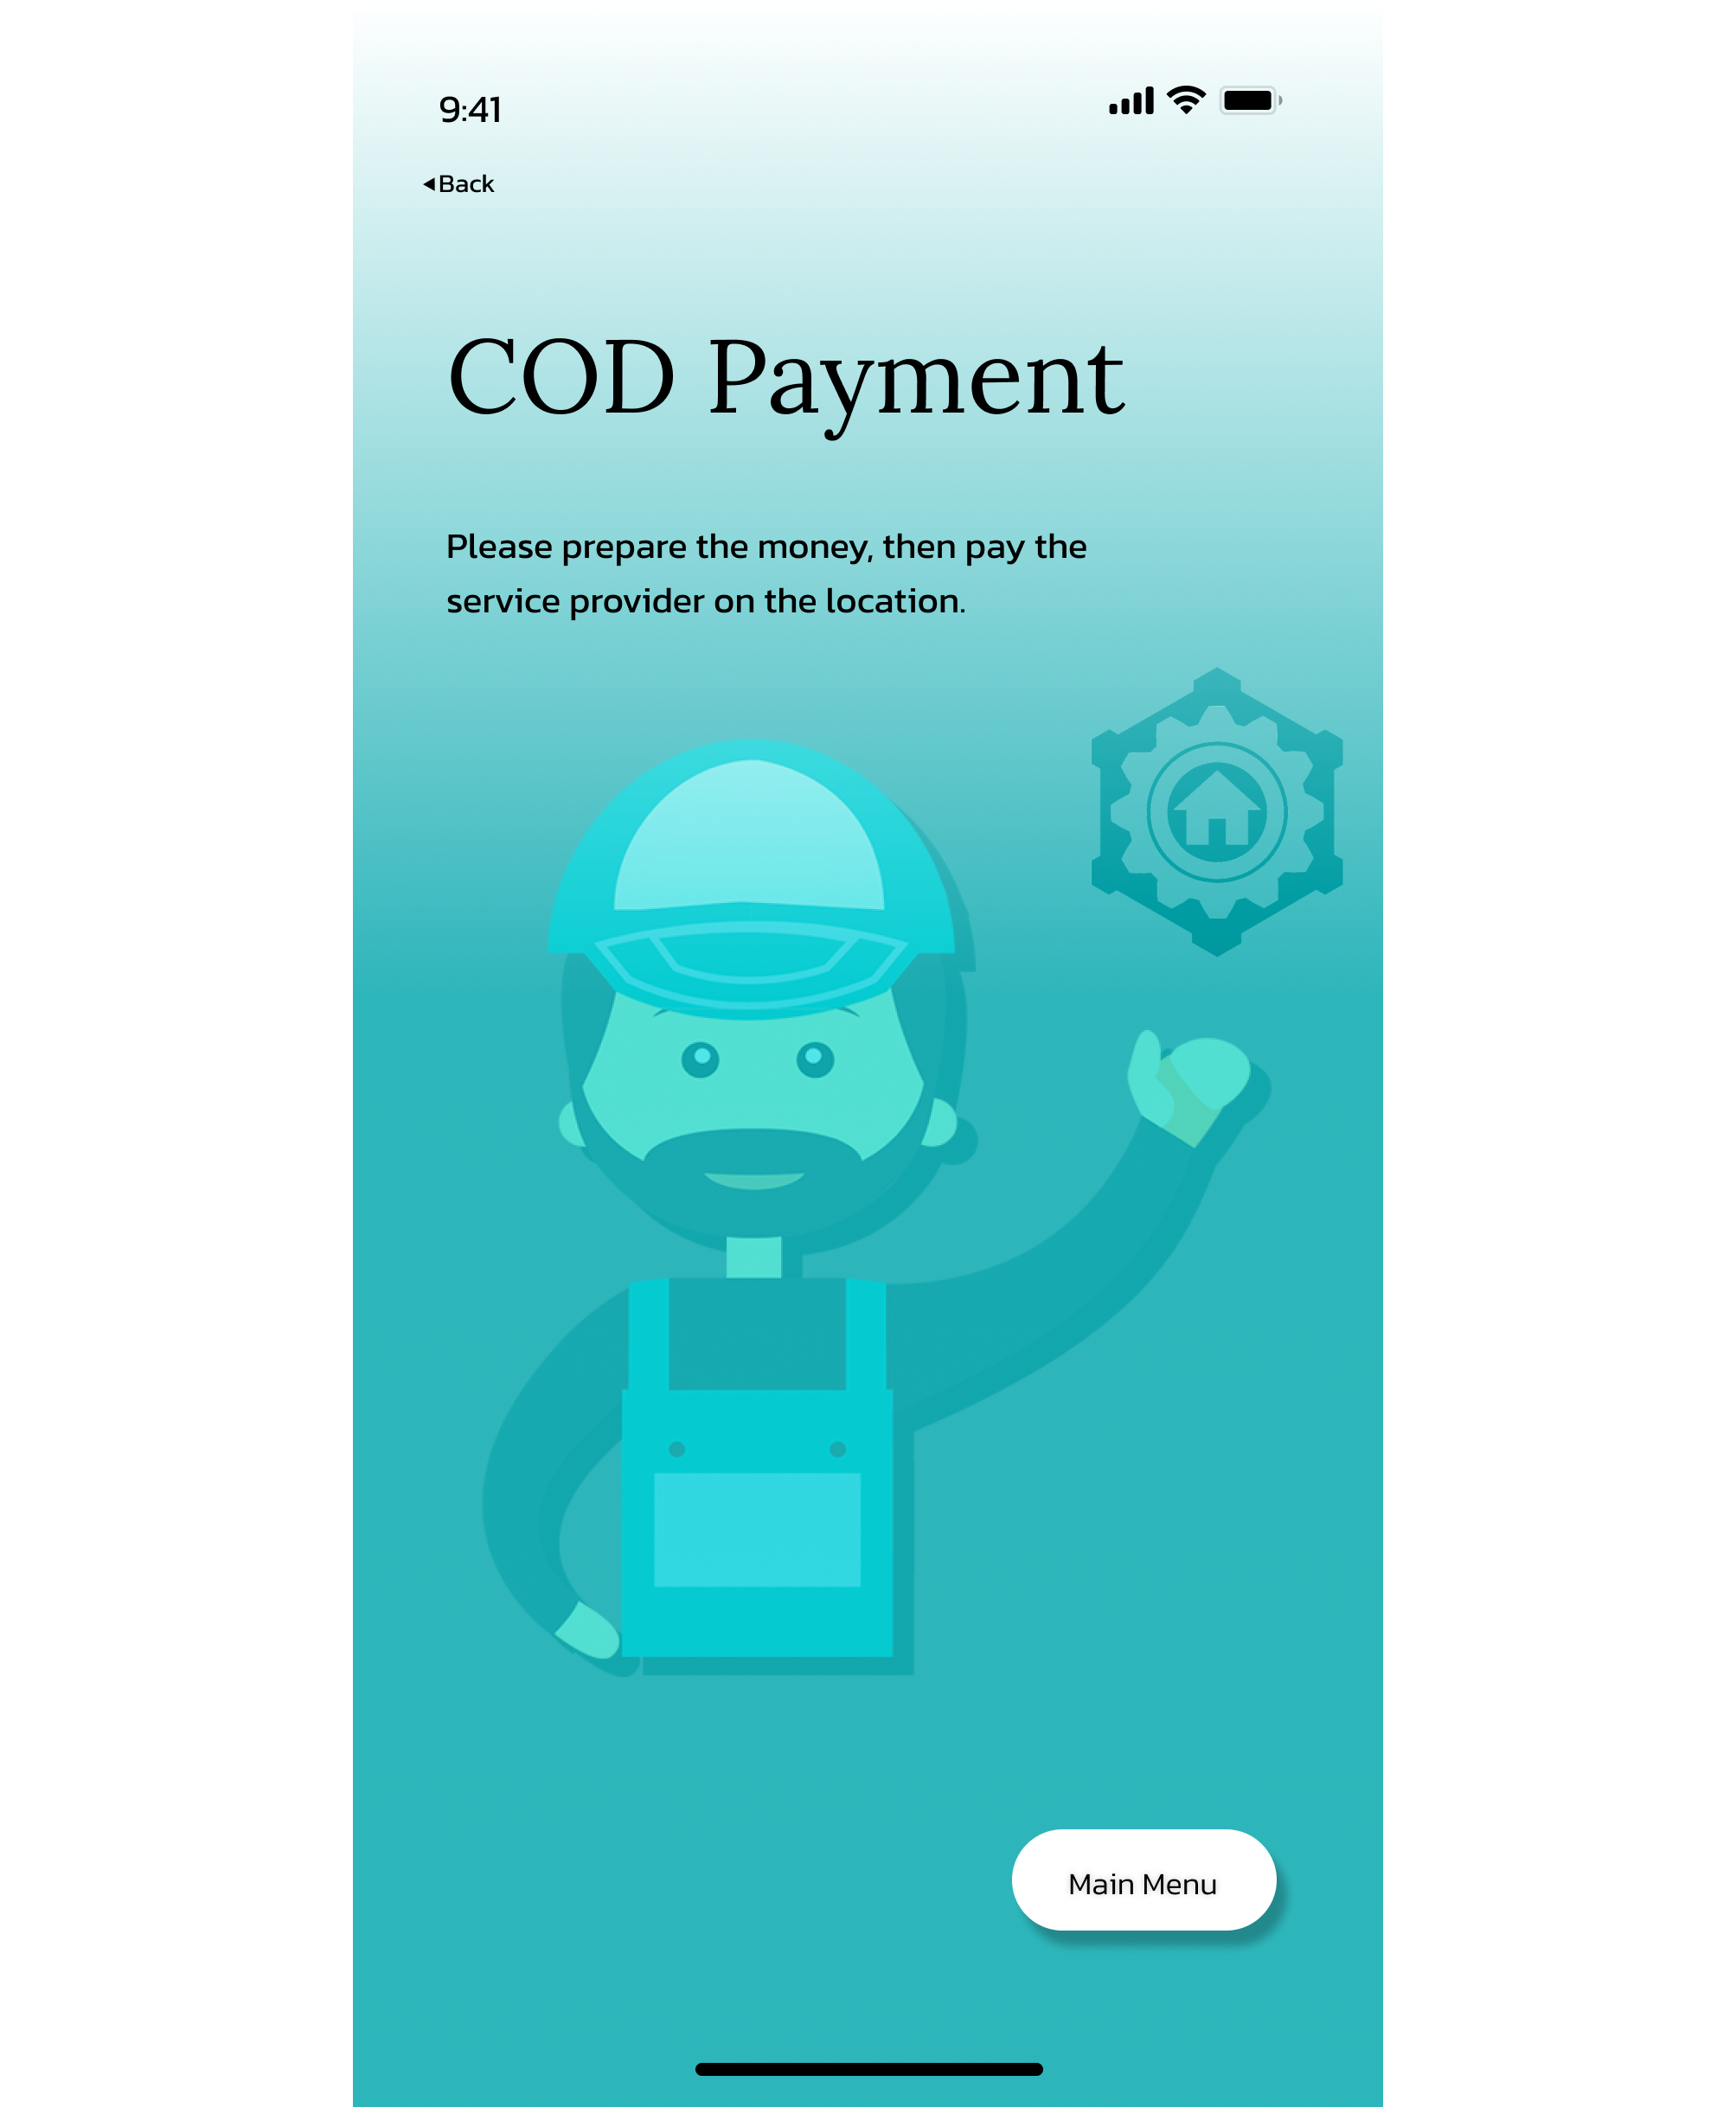 9:41
Back
COD Payment
Please prepare the money, then pay the
service provider on the location.
Main Menu